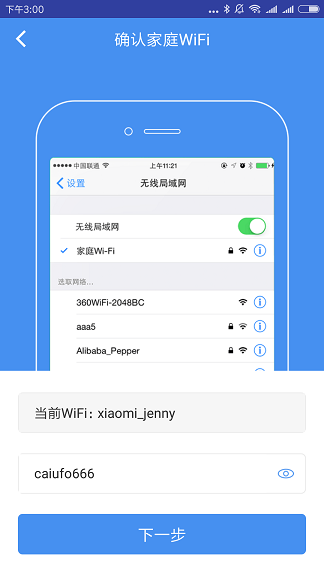 下午3:00
确认家庭WiFi
中国联通
上午11:21
设置
无线局域网
无线局域网
家庭Wi-Fi
选取网络...
360WiFi-2048BC
aaa5
Alibaba_Pepper
当前WiFi：xiaomi_jenny
caiufo666
下一步